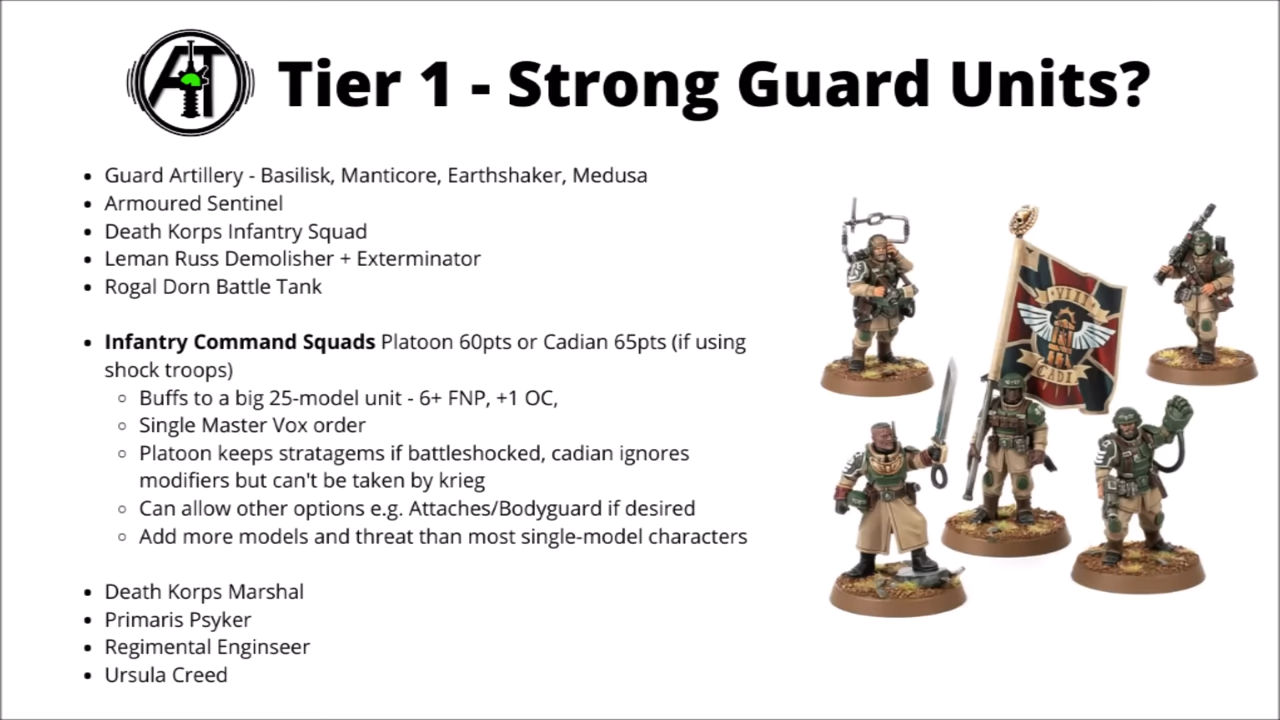 AT
Tier 1 - Strong Guard Units?
• Guard Artillery - Basilisk, Manticore, Earthshaker, Medusa
• Armoured Sentinel
• Death Korps Infantry Squad
• Leman Russ Demolisher + Exterminator
• Rogal Dorn Battle Tank
• Infantry Command Squads Platoon 60pts or Cadian 65pts (if using
shock troops)
◦ Buffs to a big 25-model unit - 6+ FNP, +1 OC,
◦ Single Master Vox order
◦ Platoon keeps stratagems if battleshocked, cadian ignores
modifiers but can't be taken by krieg
◦ Can allow other options e.g. Attaches/Bodyguard if desired
◦ Add more models and threat than most single-model characters
• Death Korps Marshal
• Primaris Psyker
• Regimental Enginseer
• Ursula Creed
VIII
CADI